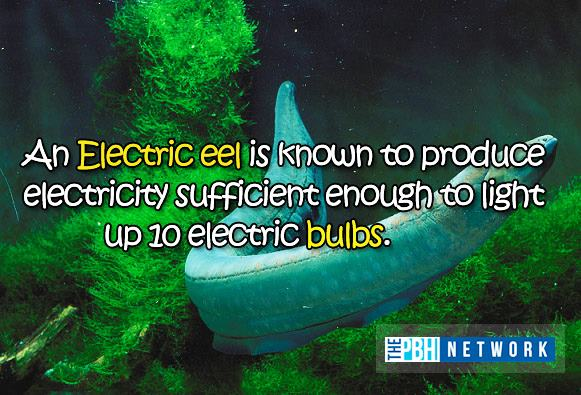 An Electric eel is known to produce
electricity sufficient enough to light
up 10 electric bulbs.
THE PBH NETWORK